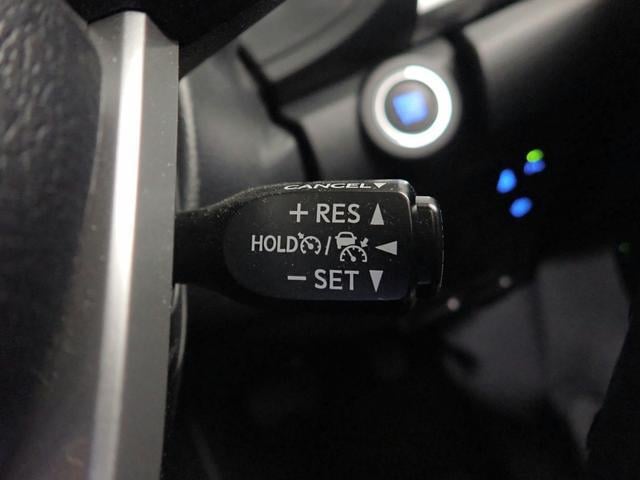 CANCEL
+ RES
HOLD /
− SET